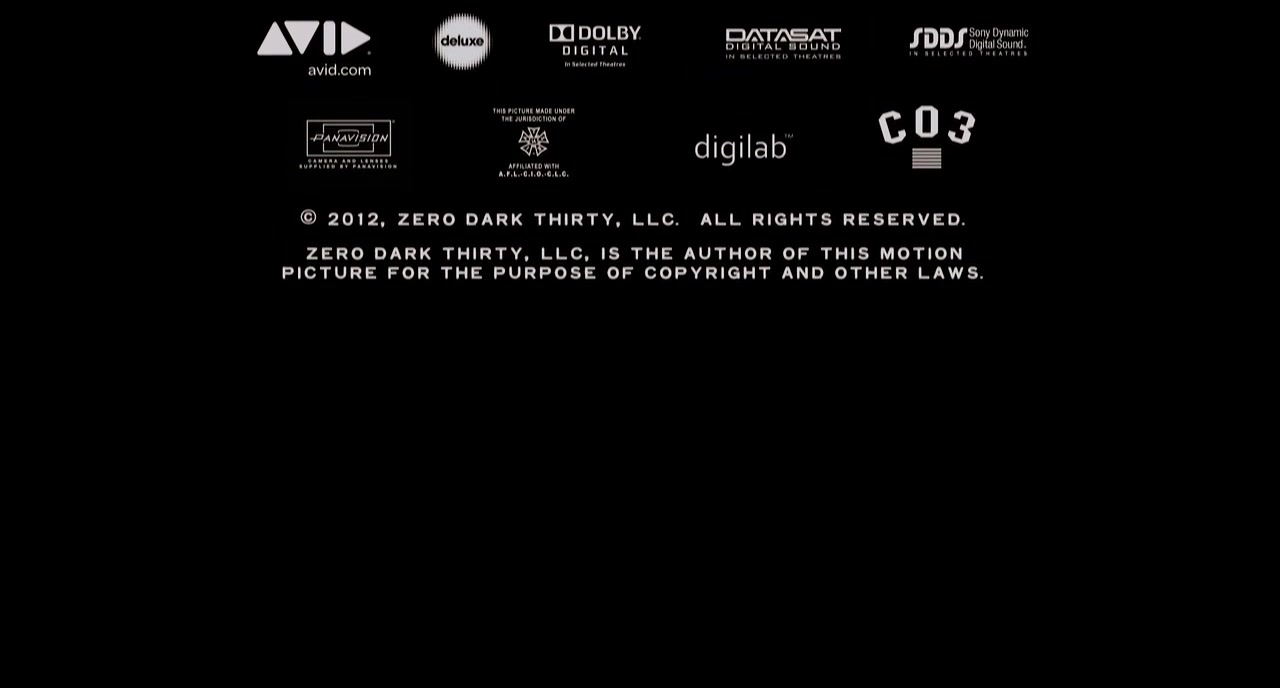 AVID
avid.com
deluxe
DOLBY
DIGITAL
In Selected Theatres
DATASAT
DIGITAL SOUND
IN SELECTED THEATRES
SDDS Sony Dynamic
Digital Sound.
IN SELECTED THEATRES
PANAVISION
CAMERA AND LENSES
SUPPLIED BY PANAVISION
THIS PICTURE MADE UNDER
THE JURISDICTION OF
AFFILIATED WITH
A.F.L.-C.I.O.-C.L.C.
digilab™
CO3
© 2012, ZERO DARK THIRTY, LLC. ALL RIGHTS RESERVED.
ZERO DARK THIRTY, LLC, IS THE AUTHOR OF THIS MOTION
PICTURE FOR THE PURPOSE OF COPYRIGHT AND OTHER LAWS.